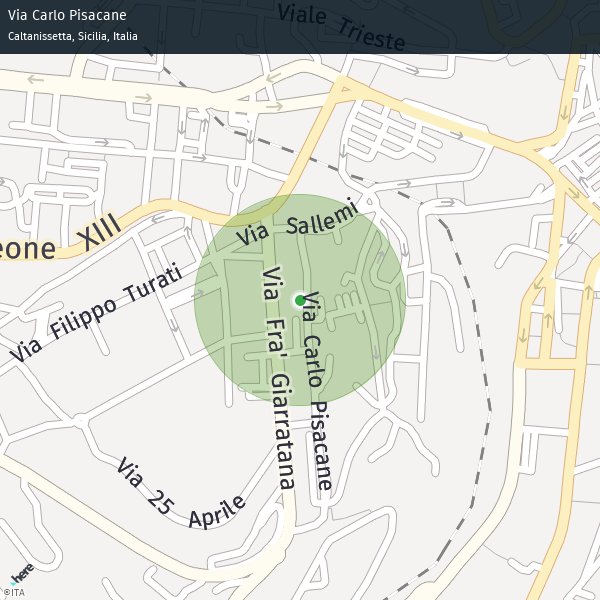 Via Carlo Pisacane
Caltanissetta, Sicilia, Italia
Viale Trieste
eone XIII
Via Sallemi
Via Filippo Turati
Via Fra' Giarratana
Via Carlo Pisacane
Via 25 Aprile
here
©ITA